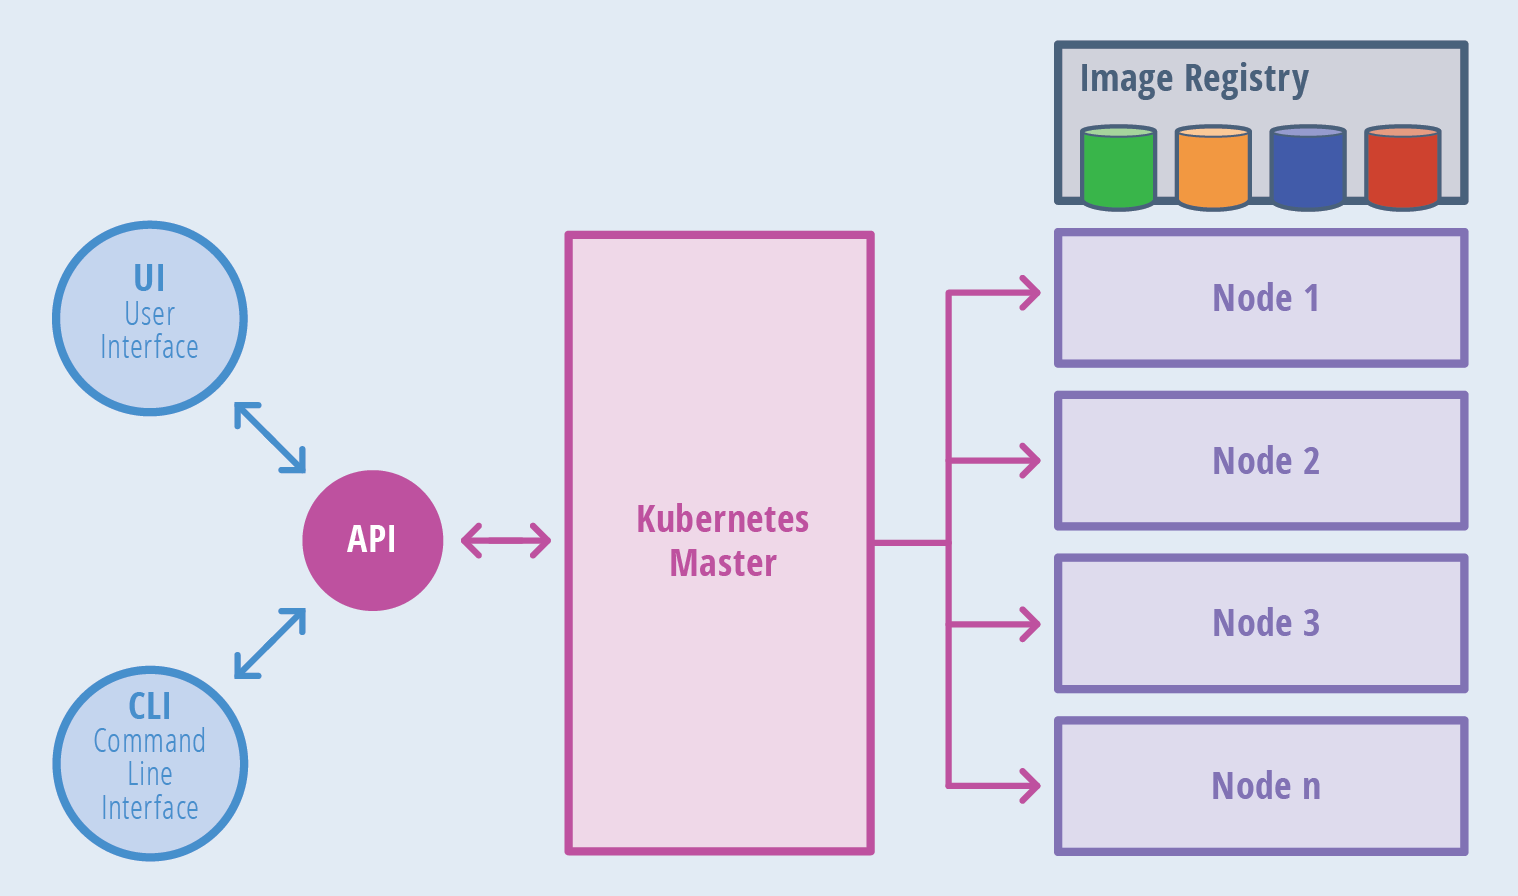 Image Registry
UI
User
Interface
API
CLI
Command
Line
Interface
Kubernetes
Master
Node 1
Node 2
Node 3
Node n